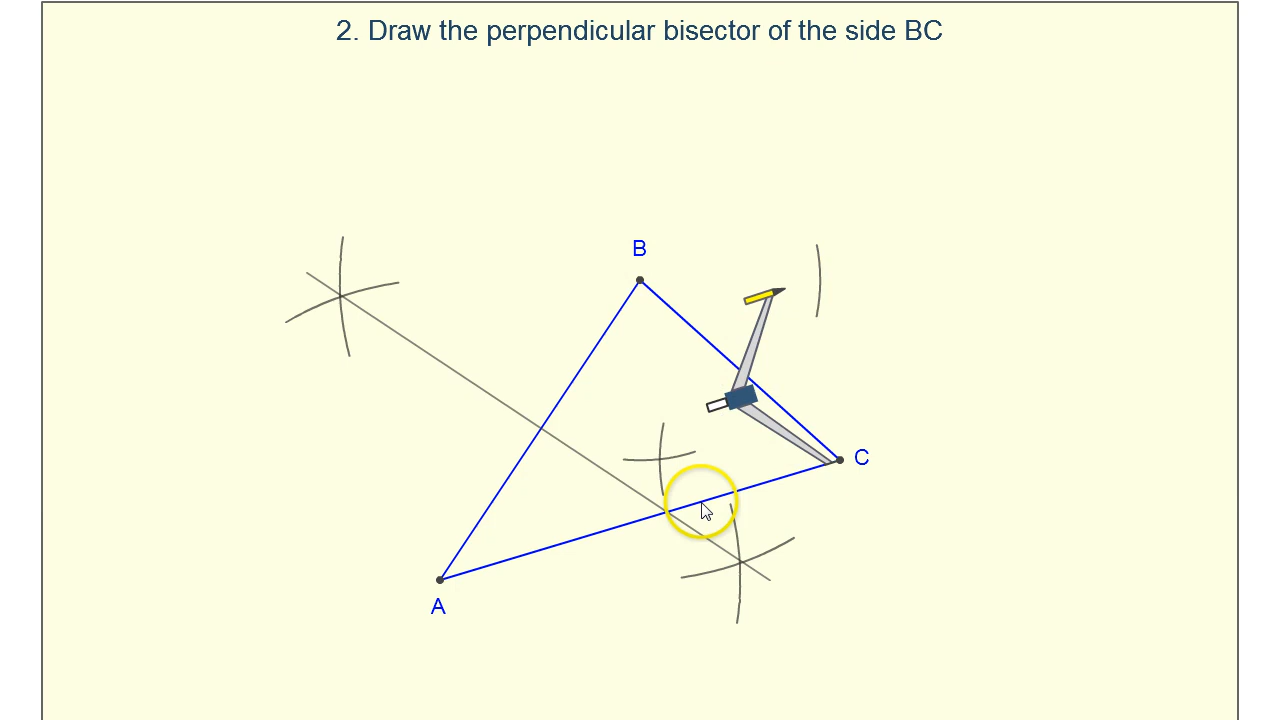 2. Draw the perpendicular bisector of the side BC
B
C
A